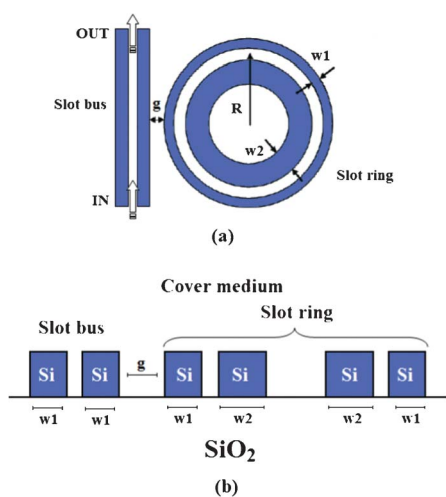 OUT
Slot bus
g
R
w1
w2
Slot ring
IN
(a)
Cover medium
Slot bus
Slot ring
Si
Si
g
Si
Si
Si
Si
w1
w1
w1
w2
w2
w1
SiO2
(b)